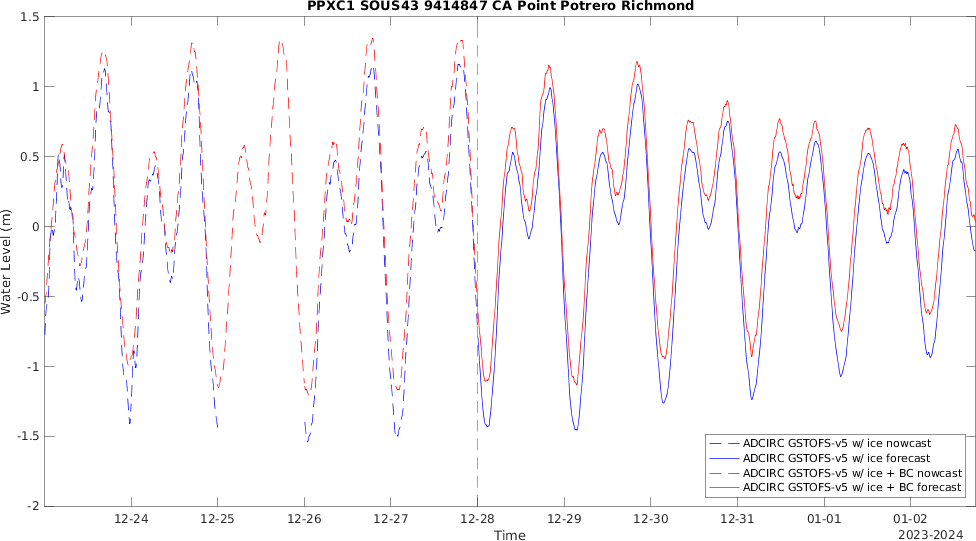 PPXC1 SOUS43 9414847 CA Point Potrero Richmond
1.5
1
0.5
0
-0.5
-1
-1.5
-2
Water Level (m)
12-24 12-25 12-26 12-27 12-28 12-29 12-30 12-31 01-01 01-02
Time
2023-2024
ADCIRC GSTOFS-v5 w/ ice nowcast
ADCIRC GSTOFS-v5 w/ ice forecast
ADCIRC GSTOFS-v5 w/ ice + BC nowcast
ADCIRC GSTOFS-v5 w/ ice + BC forecast